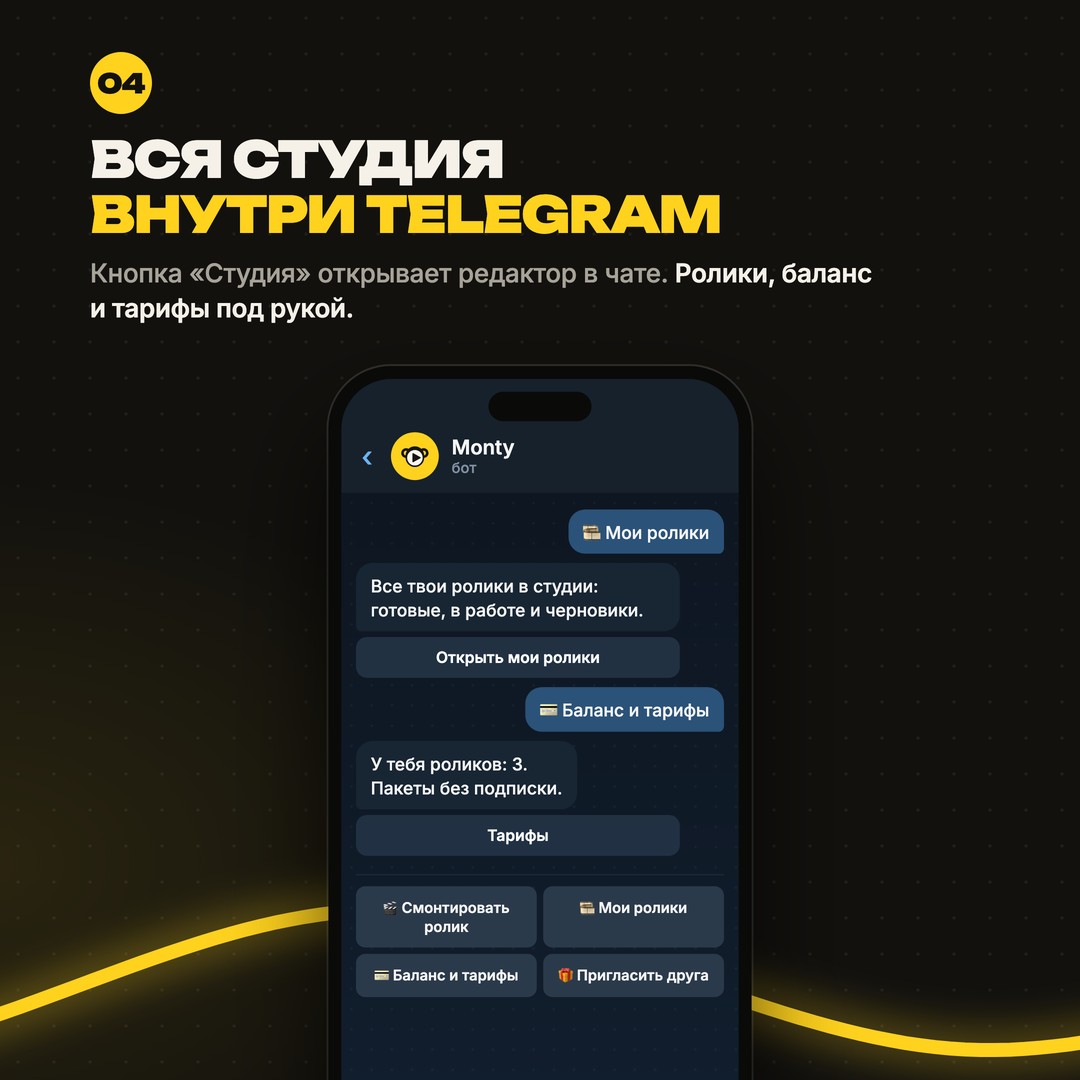 04
ВСЯ СТУДИЯ
ВНУТРИ TELEGRAM
Кнопка «Студия» открывает редактор в чате. Ролики, баланс
и тарифы под рукой.
Monty
бот
Мои ролики
Все твои ролики в студии:
готовые, в работе и черновики.
Открыть мои ролики
Баланс и тарифы
У тебя роликов: 3.
Пакеты без подписки.
Тарифы
Смонтировать
ролик
Мои ролики
Баланс и тарифы
Пригласить друга